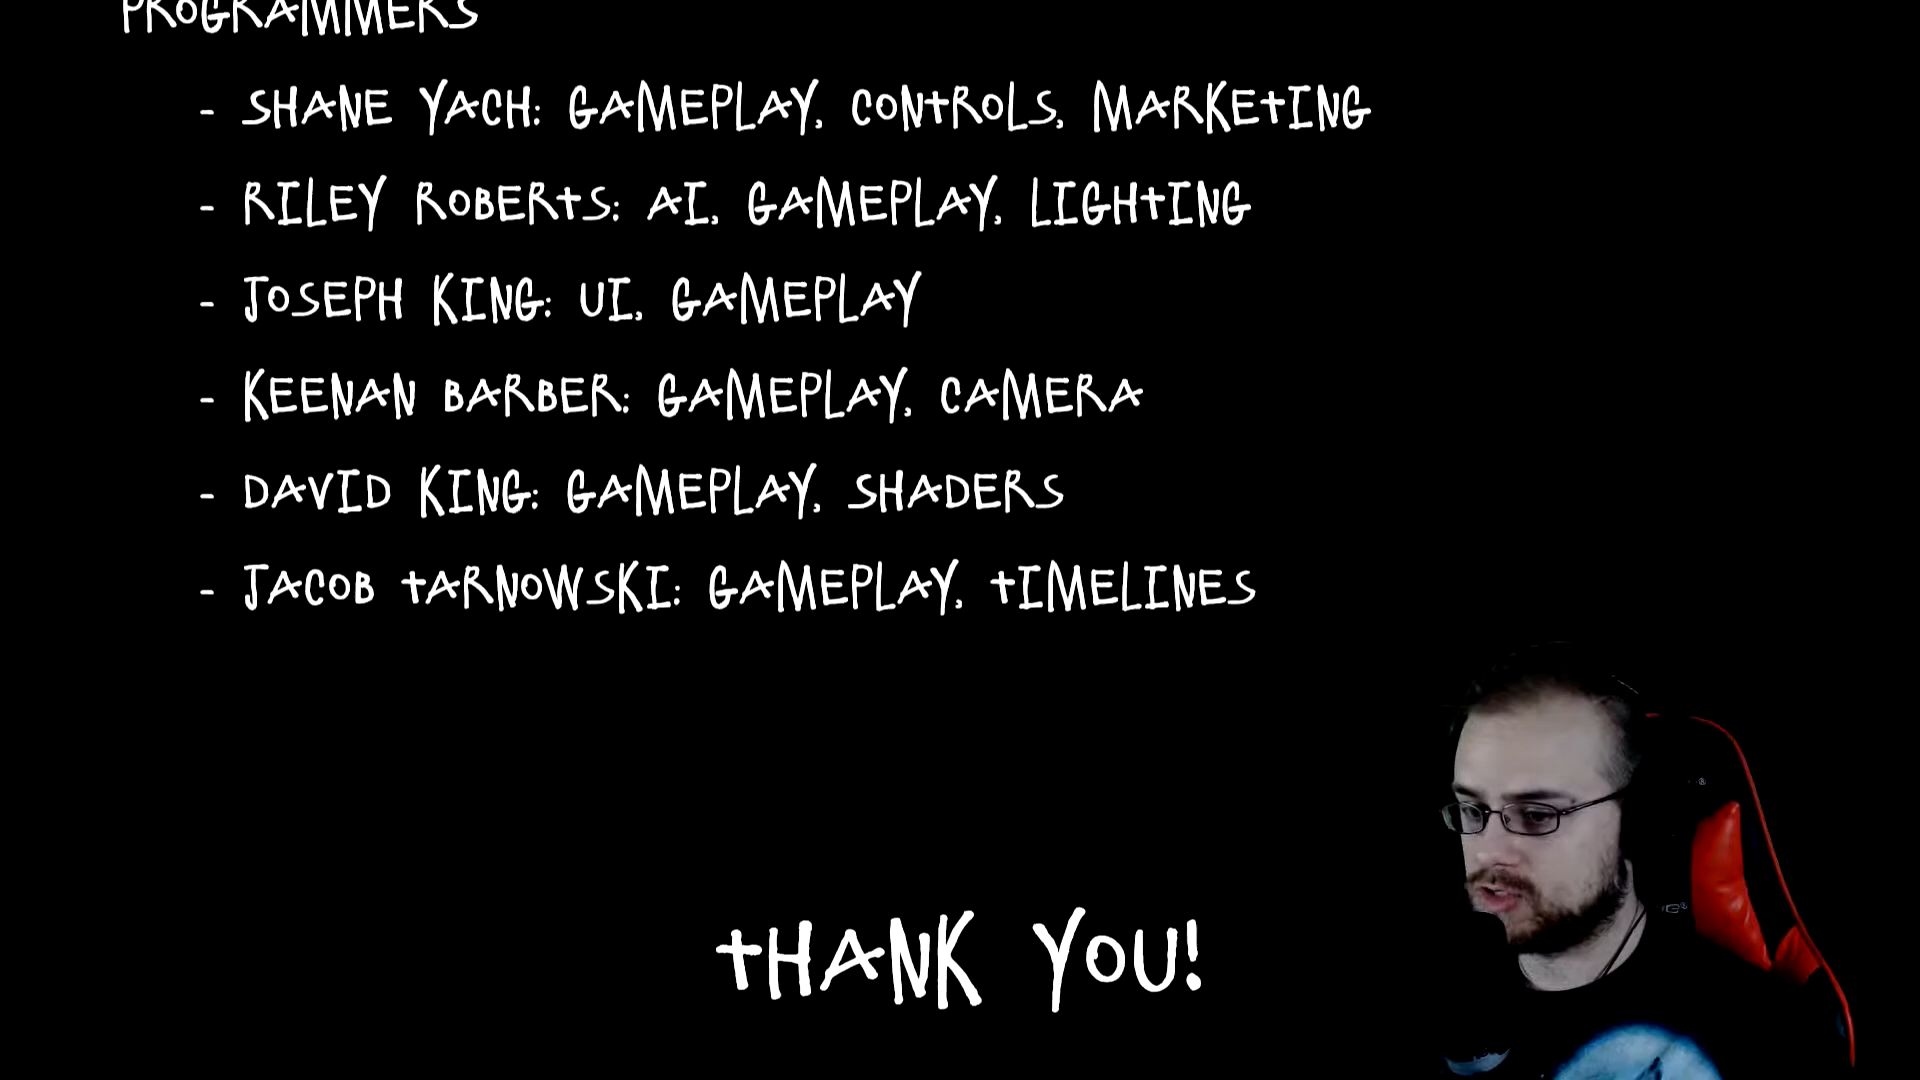 PROGRAMMERS
- SHANE YACH: GAMEPLAY, CONTROLS, MARKETING
- RILEY ROBERTS: AI, GAMEPLAY, LIGHTING
- JOSEPH KING: UI, GAMEPLAY
- KEENAN BARBER: GAMEPLAY, CAMERA
- DAVID KING: GAMEPLAY, SHADERS
- JACOB TARNOWSKI: GAMEPLAY, TIMELINES
THANK YOU!